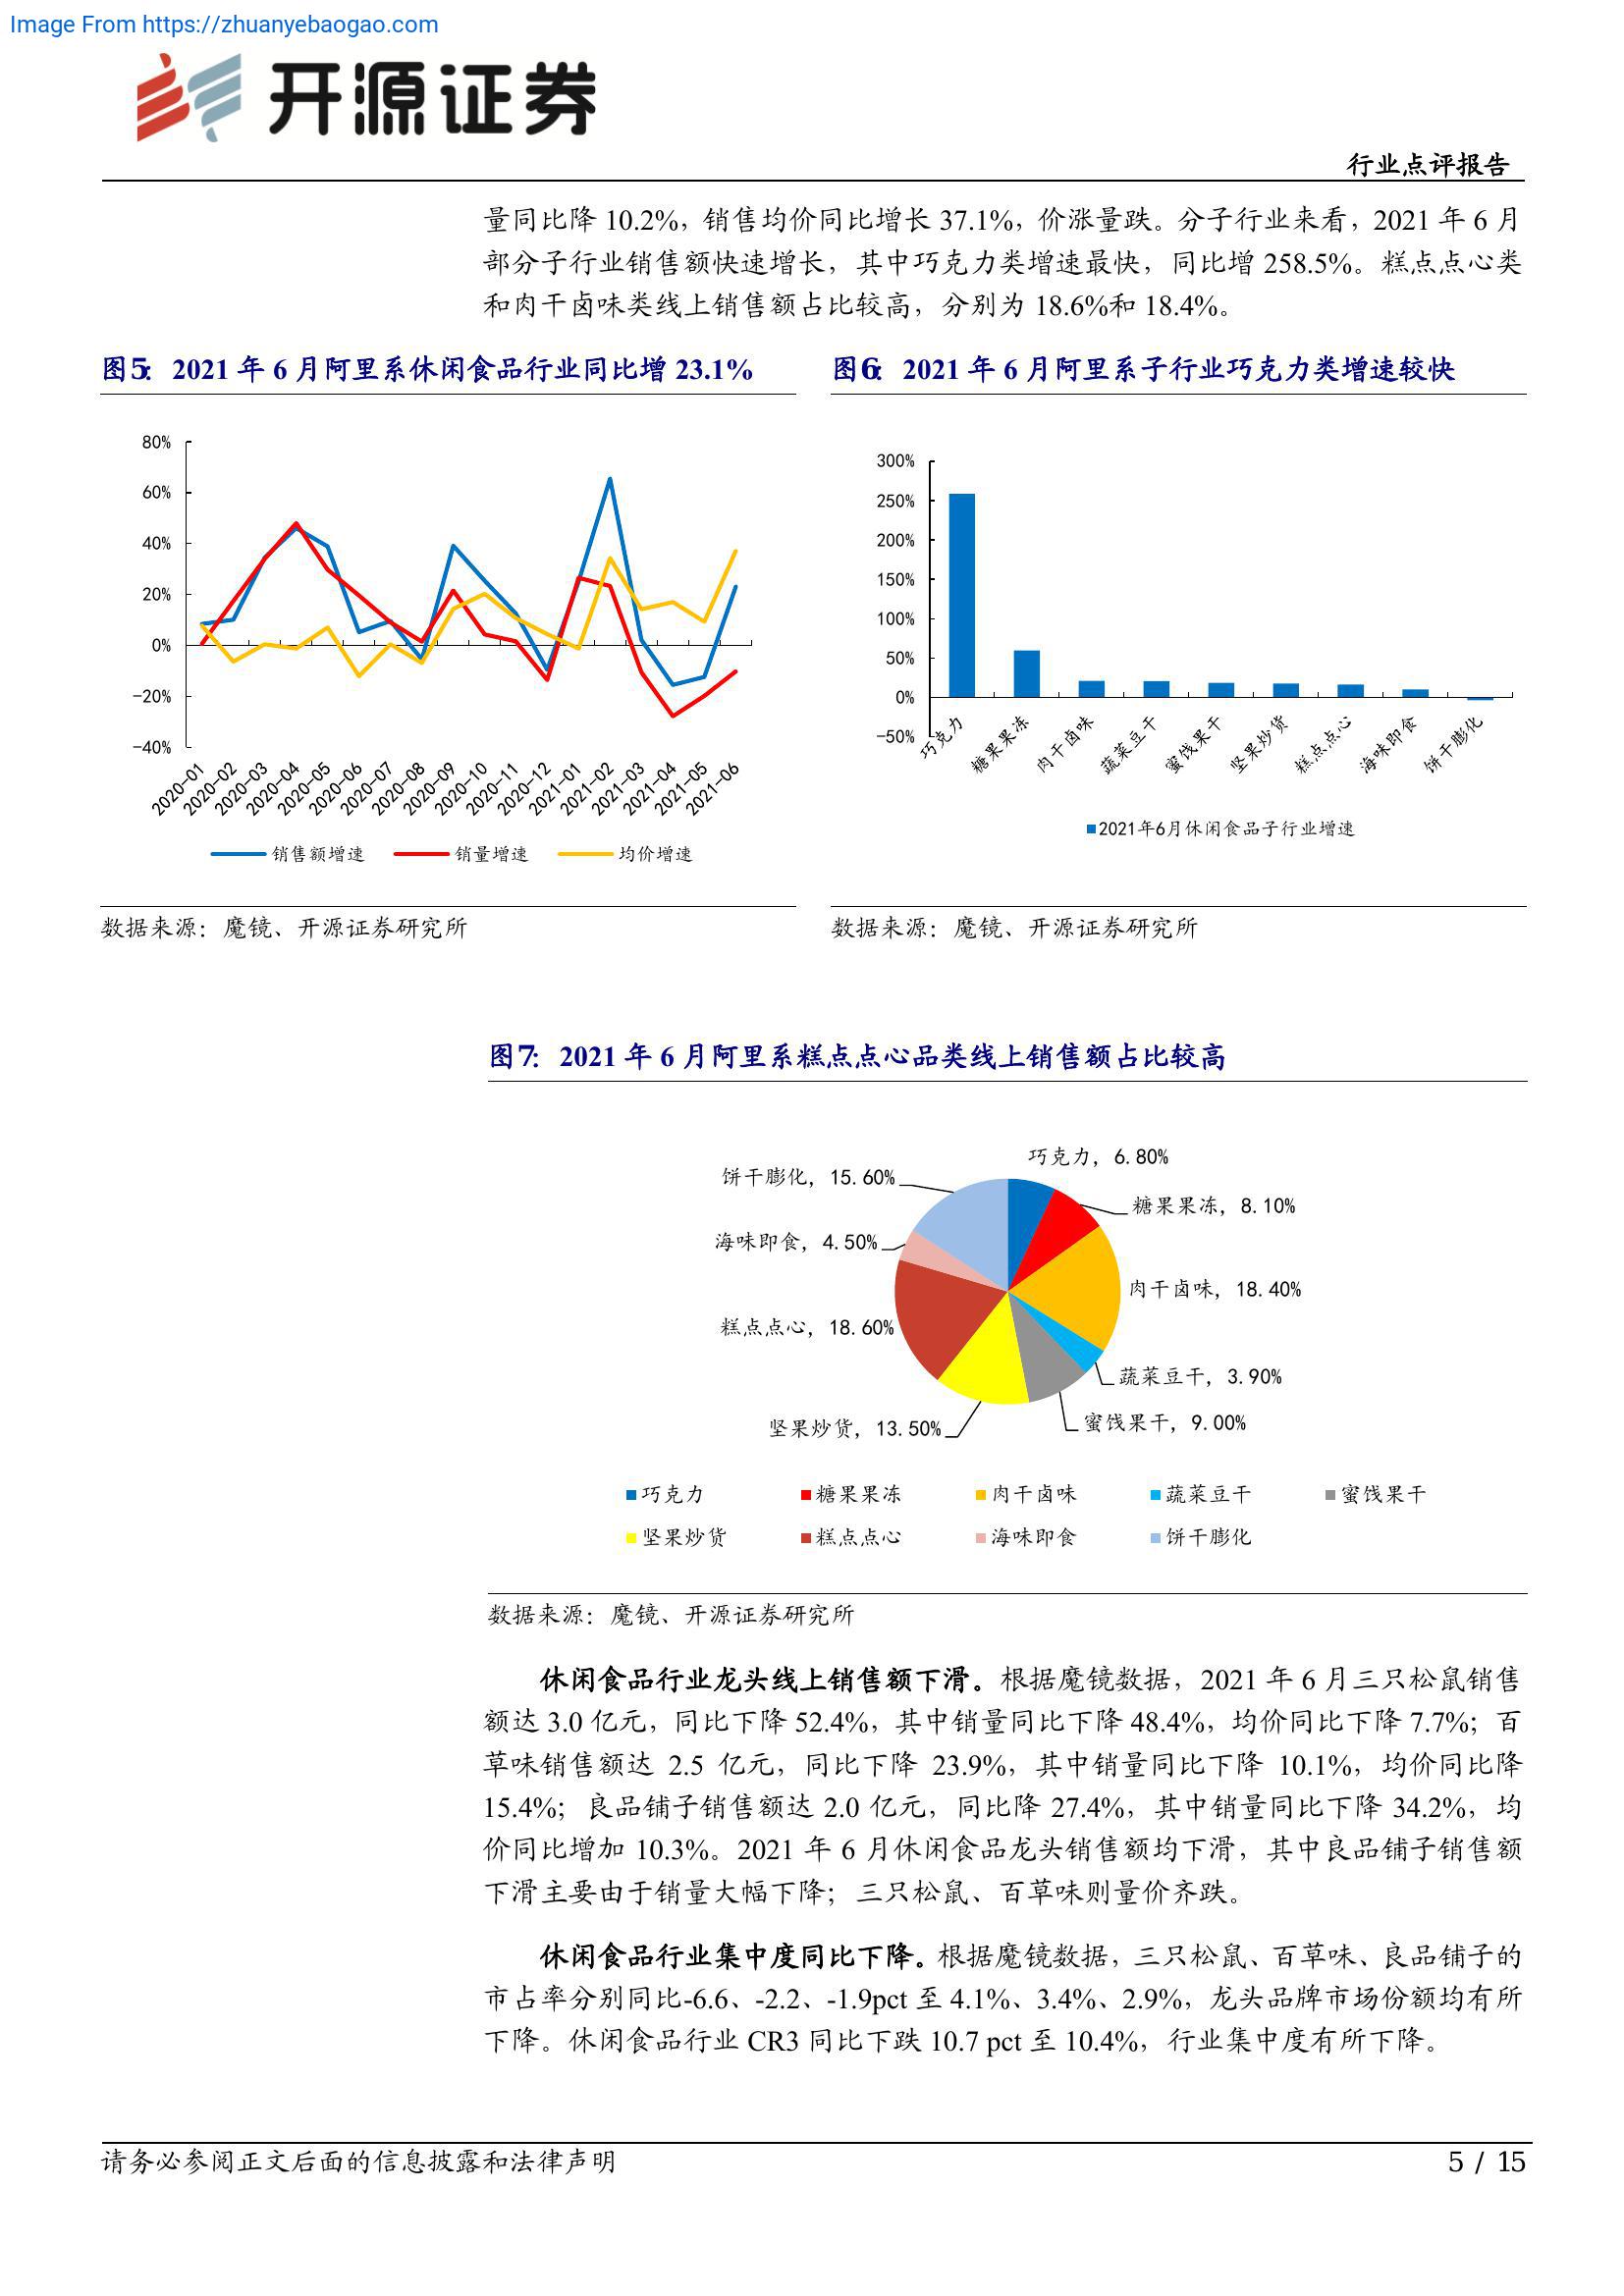 Image From https://zhuanyebaogao.com
开源证券
行业点评报告
量同比降 10.2%，销售均价同比增长 37.1%，价涨量跌。分子行业来看，2021 年 6 月
部分子行业销售额快速增长，其中巧克力类增速最快，同比增 258.5%。糕点点心类
和肉干卤味类线上销售额占比较高，分别为 18.6%和 18.4%。
图5： 2021 年 6 月阿里系休闲食品行业同比增 23.1%
80%
60%
40%
20%
0%
-20%
-40%
2020-01
2020-02
2020-03
2020-04
2020-05
2020-06
2020-07
2020-08
2020-09
2020-10
2020-11
2020-12
2021-01
2021-02
2021-03
2021-04
2021-05
2021-06
销售额增速 销量增速 均价增速
数据来源：魔镜、开源证券研究所
图6： 2021 年 6 月阿里系子行业巧克力类增速较快
300%
250%
200%
150%
100%
50%
0%
-50%
巧克力
糖果果冻
肉干卤味
蔬菜豆干
蜜饯果干
坚果炒货
糕点点心
海味即食
饼干膨化
2021年6月休闲食品子行业增速
数据来源：魔镜、开源证券研究所
图7： 2021 年 6 月阿里系糕点点心品类线上销售额占比较高
巧克力, 6.80%
糖果果冻, 8.10%
肉干卤味, 18.40%
蔬菜豆干, 3.90%
蜜饯果干, 9.00%
坚果炒货, 13.50%
糕点点心, 18.60%
海味即食, 4.50%
饼干膨化, 15.60%
巧克力 糖果果冻 肉干卤味 蔬菜豆干 蜜饯果干
坚果炒货 糕点点心 海味即食 饼干膨化
数据来源：魔镜、开源证券研究所
休闲食品行业龙头线上销售额下滑。根据魔镜数据，2021 年 6 月三只松鼠销售
额达 3.0 亿元，同比下降 52.4%，其中销量同比下降 48.4%，均价同比下降 7.7%；百
草味销售额达 2.5 亿元，同比下降 23.9%，其中销量同比下降 10.1%，均价同比降
15.4%；良品铺子销售额达 2.0 亿元，同比降 27.4%，其中销量同比下降 34.2%，均
价同比增加 10.3%。2021 年 6 月休闲食品龙头销售额均下滑，其中良品铺子销售额
下滑主要由于销量大幅下降；三只松鼠、百草味则量价齐跌。
休闲食品行业集中度同比下降。根据魔镜数据，三只松鼠、百草味、良品铺子的
市占率分别同比-6.6、-2.2、-1.9pct 至 4.1%、3.4%、2.9%，龙头品牌市场份额均有所
下降。休闲食品行业 CR3 同比下跌 10.7 pct 至 10.4%，行业集中度有所下降。
请务必参阅正文后面的信息披露和法律声明
5 / 15